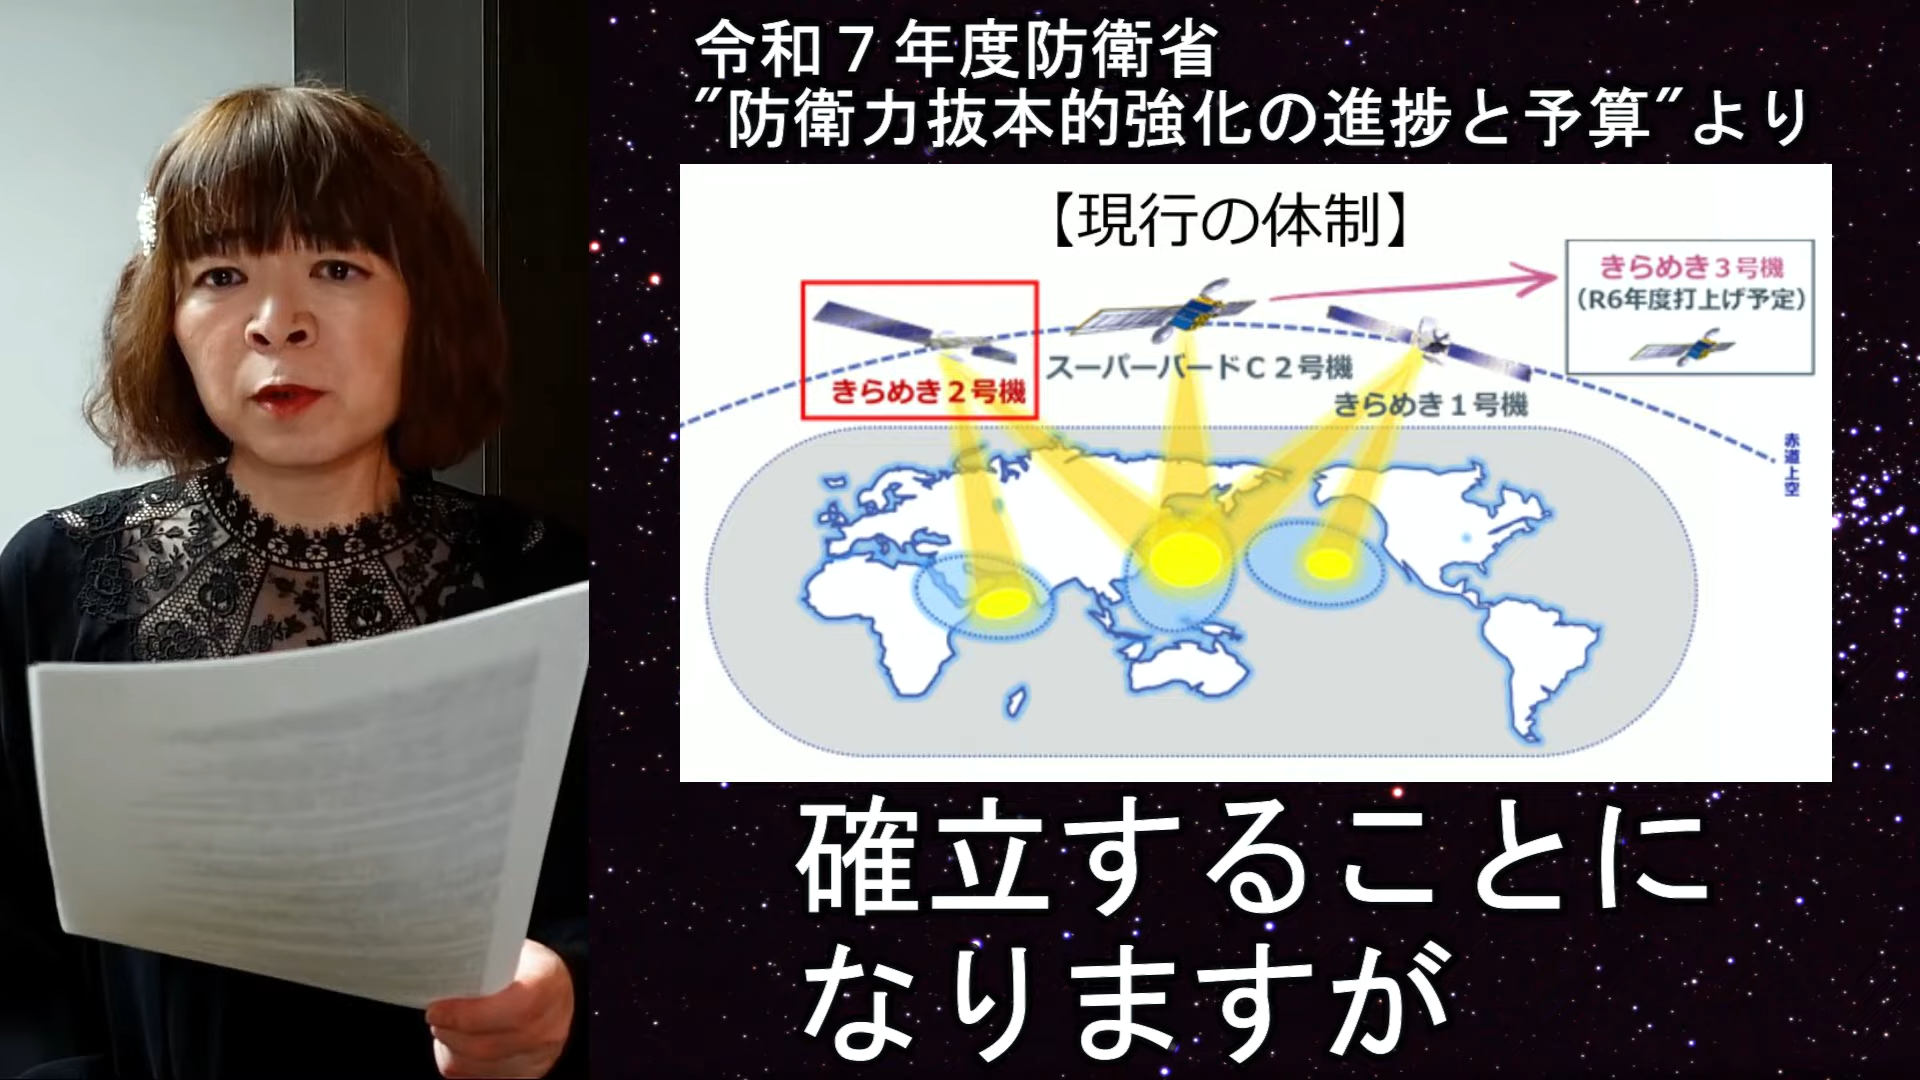 令和７年度防衛省
"防衛力抜本的強化の進捗と予算"より
【現行の体制】
きらめき３号機
（R6年度打上げ予定）
スーパーバードＣ２号機
きらめき２号機
きらめき１号機
赤道上空
確立することに
なりますが